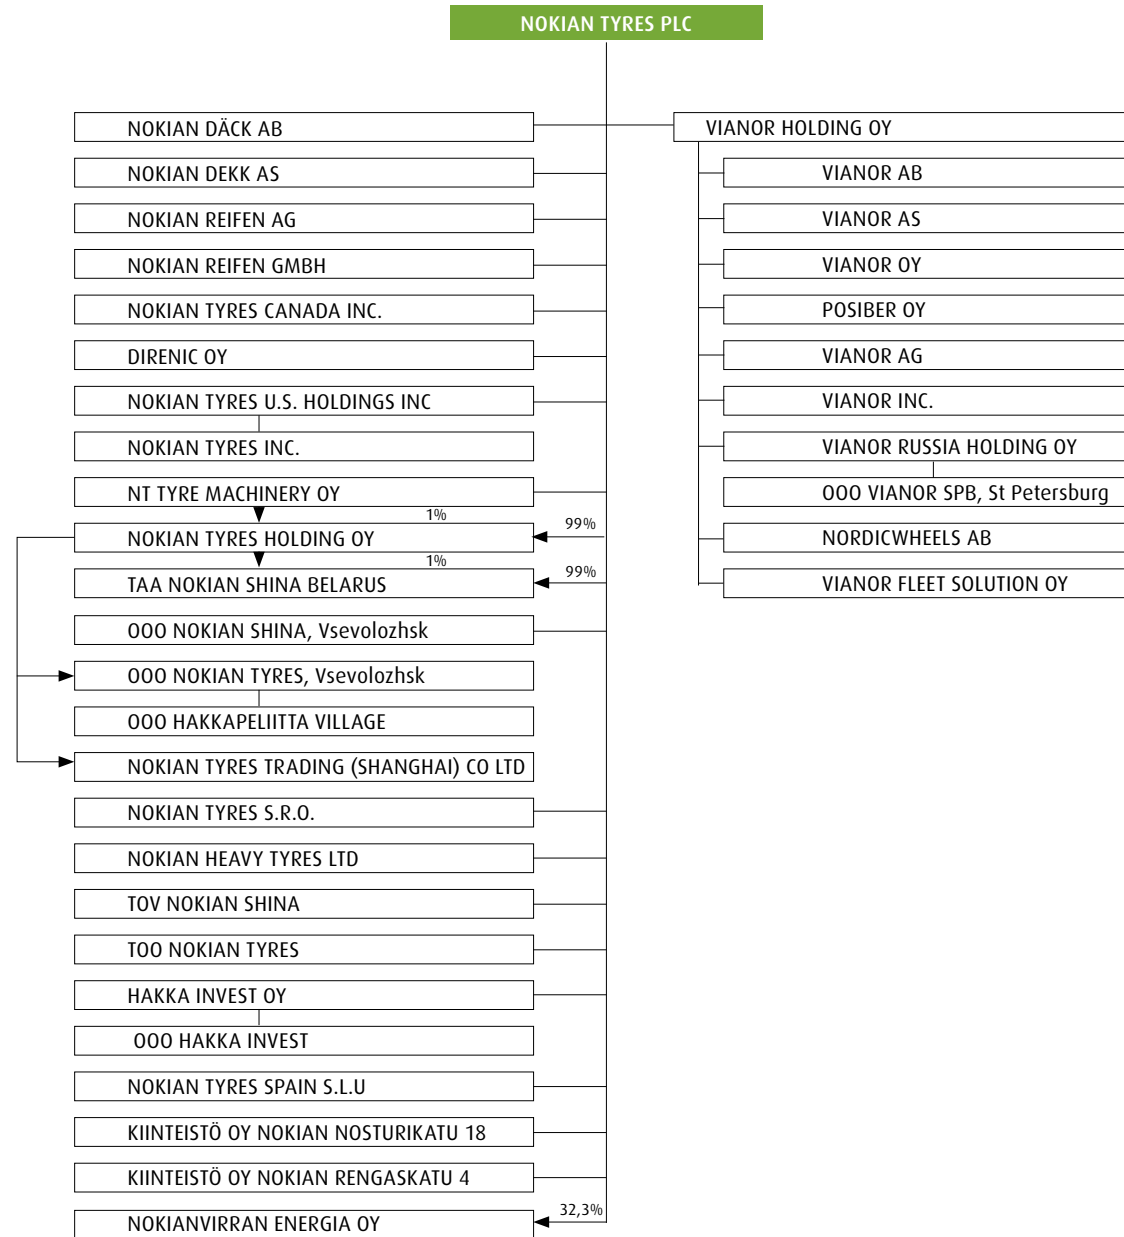 NOKIAN TYRES PLC
NOKIAN DÄCK AB
NOKIAN DEKK AS
NOKIAN REIFEN AG
NOKIAN REIFEN GMBH
NOKIAN TYRES CANADA INC.
DIRENIC OY
NOKIAN TYRES U.S. HOLDINGS INC
NOKIAN TYRES INC.
NT TYRE MACHINERY OY
1%
99%
NOKIAN TYRES HOLDING OY
1%
99%
TAA NOKIAN SHINA BELARUS
OOO NOKIAN SHINA, Vsevolozhsk
OOO NOKIAN TYRES, Vsevolozhsk
OOO HAKKAPELIITTA VILLAGE
NOKIAN TYRES TRADING (SHANGHAI) CO LTD
NOKIAN TYRES S.R.O.
NOKIAN HEAVY TYRES LTD
TOV NOKIAN SHINA
TOO NOKIAN TYRES
HAKKA INVEST OY
OOO HAKKA INVEST
NOKIAN TYRES SPAIN S.L.U
KIINTEISTÖ OY NOKIAN NOSTURIKATU 18
KIINTEISTÖ OY NOKIAN RENGASKATU 4
32,3%
NOKIANVIRRAN ENERGIA OY
VIANOR HOLDING OY
VIANOR AB
VIANOR AS
VIANOR OY
POSIBER OY
VIANOR AG
VIANOR INC.
VIANOR RUSSIA HOLDING OY
OOO VIANOR SPB, St Petersburg
NORDICWHEELS AB
VIANOR FLEET SOLUTION OY